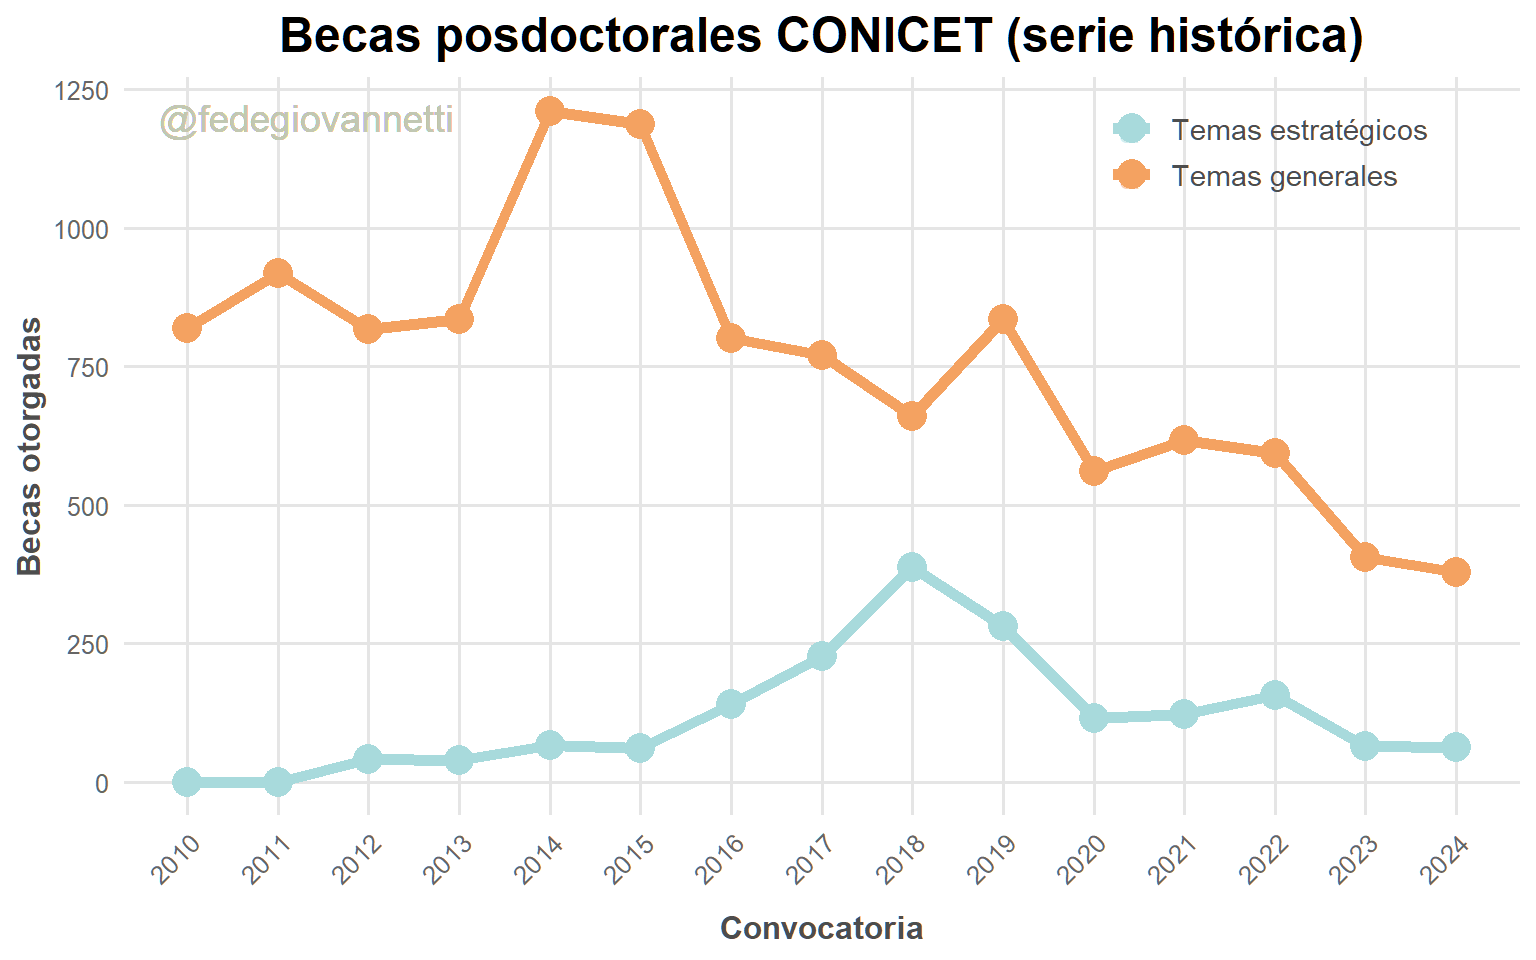 Becas posdoctorales CONICET (serie histórica)
@fedegiovannetti
Temas estratégicos
Temas generales
Becas otorgadas
1250
1000
750
500
250
0
2010 2011 2012 2013 2014 2015 2016 2017 2018 2019 2020 2021 2022 2023 2024
Convocatoria